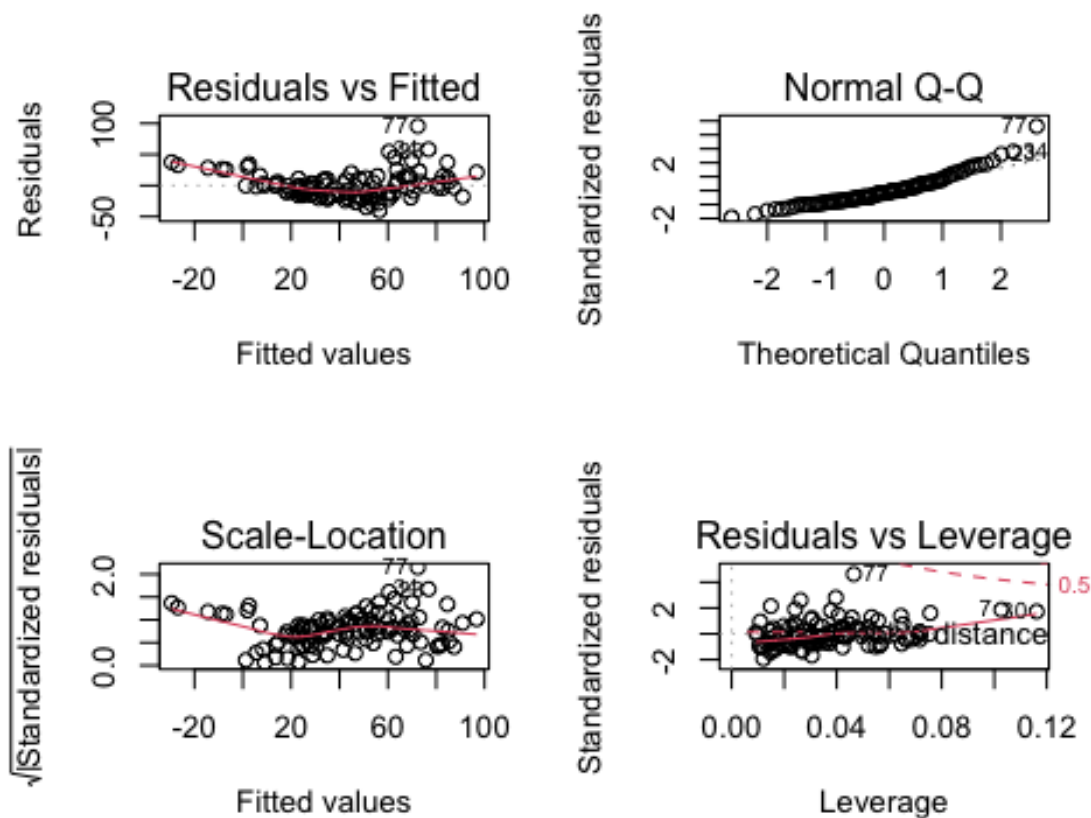 Residuals vs Fitted
Residuals
100
-50
77
-20
20
60
100
Fitted values
Normal Q-Q
Standardized residuals
2
-2
77
234
-2
-1
0
1
2
Theoretical Quantiles
Scale-Location
√|Standardized residuals|
2.0
0.0
77
-20
20
60
100
Fitted values
Residuals vs Leverage
Standardized residuals
2
-2
77
0.5
distance
0.00
0.04
0.08
0.12
Leverage